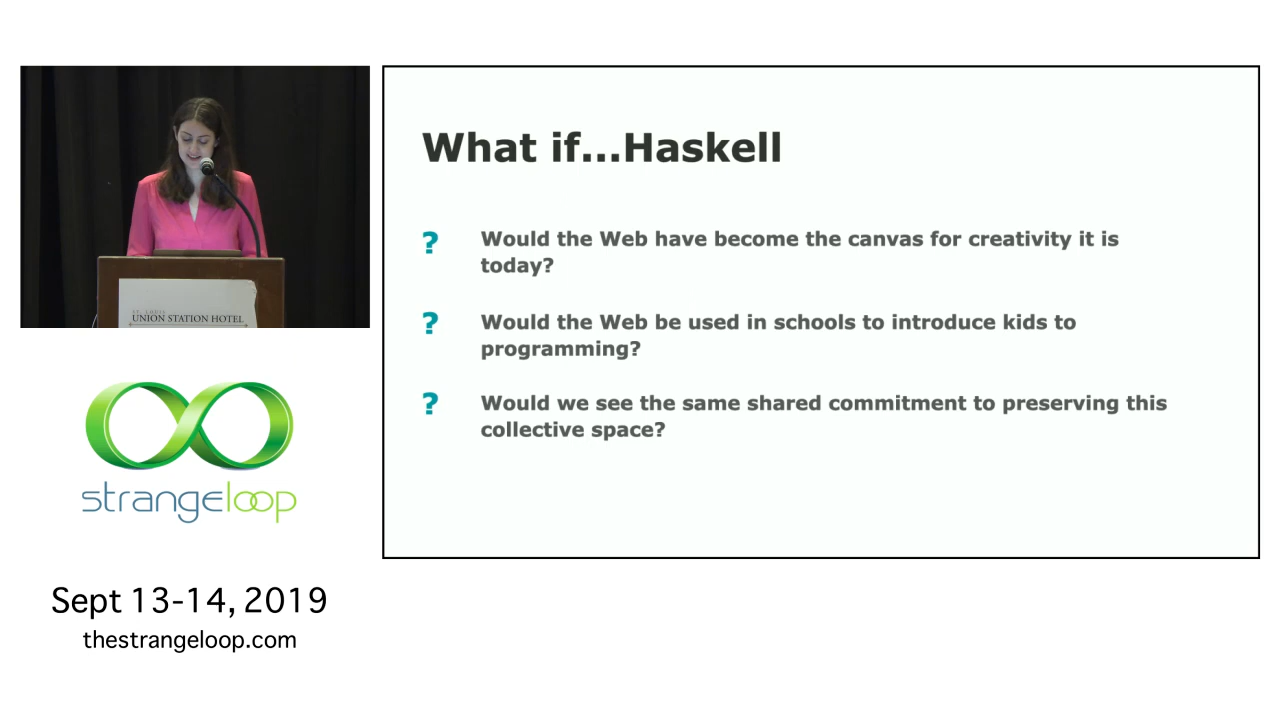 What if...Haskell
? Would the Web have become the canvas for creativity it is
today?
? Would the Web be used in schools to introduce kids to
programming?
? Would we see the same shared commitment to preserving this
collective space?
ST. LOUIS
UNION STATION HOTEL
strangeloop
Sept 13-14, 2019
thestrangeloop.com